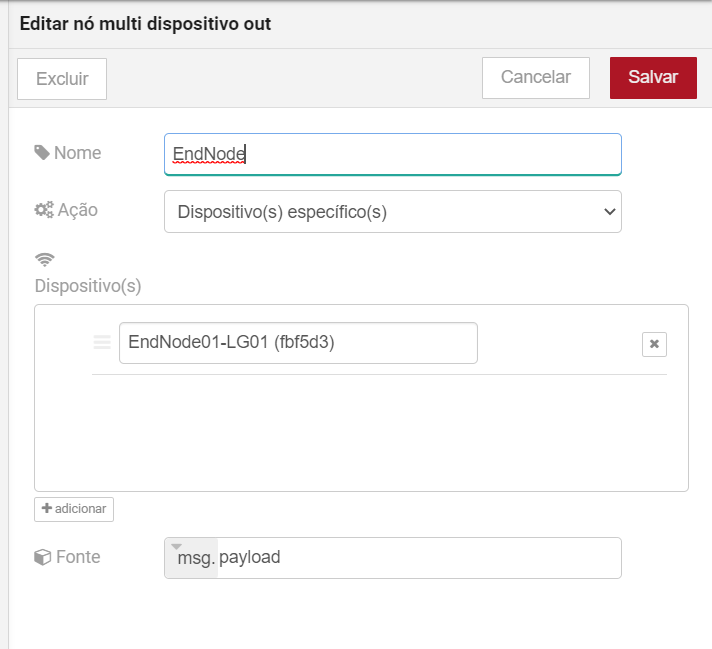 Editar nó multi dispositivo out
Excluir
Cancelar
Salvar
Nome
EndNode
Ação
Dispositivo(s) específico(s)
Dispositivo(s)
EndNode01-LG01 (fbf5d3)
adicionar
Fonte
msg. payload